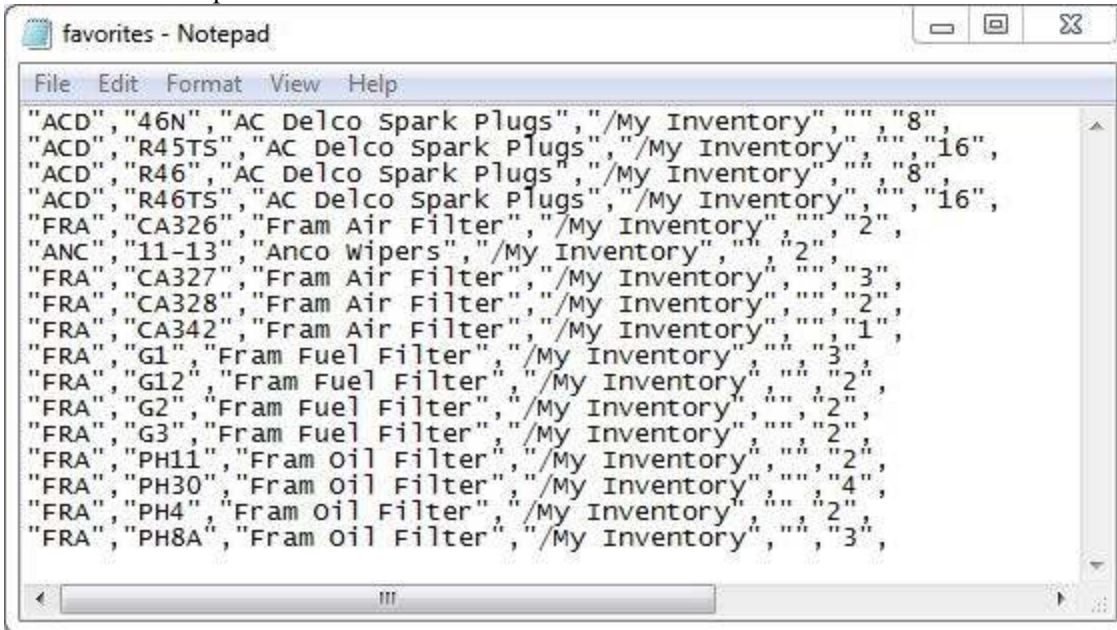 favorites - Notepad
File Edit Format View Help
"ACD","46N","AC Delco Spark Plugs","/My Inventory","","8",
"ACD","R45TS","AC Delco Spark Plugs","/My Inventory","","16",
"ACD","R46","AC Delco Spark Plugs","/My Inventory","","8",
"ACD","R46TS","AC Delco Spark Plugs","/My Inventory","","16",
"FRA","CA326","Fram Air Filter","/My Inventory","","2",
"ANC","11-13","Anco Wipers","/My Inventory","","2",
"FRA","CA327","Fram Air Filter","/My Inventory","","3",
"FRA","CA328","Fram Air Filter","/My Inventory","","2",
"FRA","CA342","Fram Air Filter","/My Inventory","","1",
"FRA","G1","Fram Fuel Filter","/My Inventory","","3",
"FRA","G12","Fram Fuel Filter","/My Inventory","","2",
"FRA","G2","Fram Fuel Filter","/My Inventory","","2",
"FRA","G3","Fram Fuel Filter","/My Inventory","","2",
"FRA","PH11","Fram Oil Filter","/My Inventory","","2",
"FRA","PH30","Fram Oil Filter","/My Inventory","","4",
"FRA","PH4","Fram Oil Filter","/My Inventory","","2",
"FRA","PH8A","Fram Oil Filter","/My Inventory","","3",